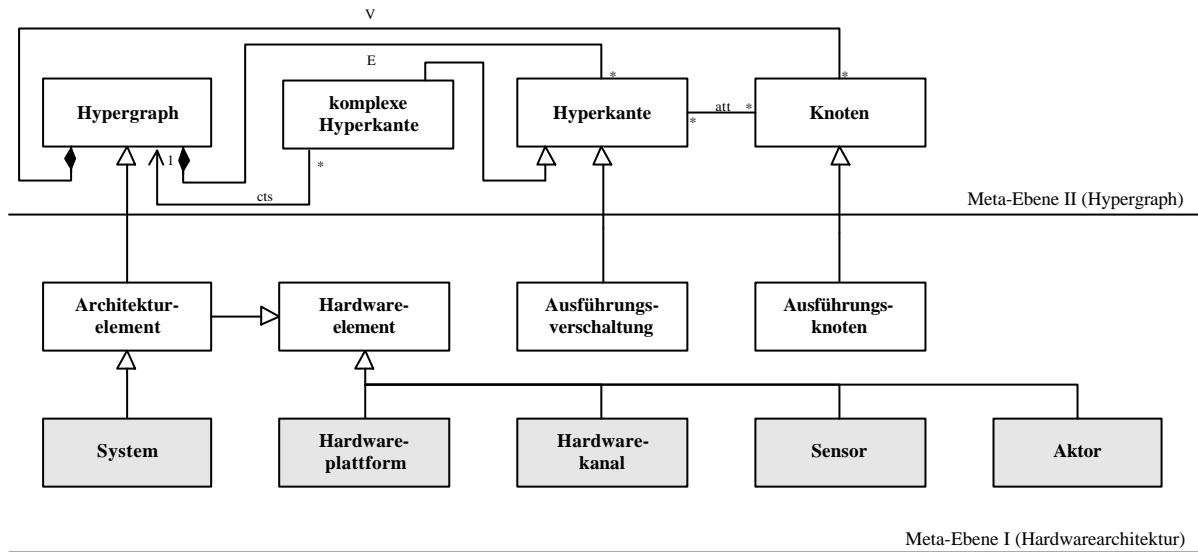 V
E
*
*
Hypergraph
komplexe
Hyperkante
Hyperkante
att
*
*
Knoten
1
*
cts
Meta-Ebene II (Hypergraph)
Architektur-
element
Hardware-
element
Ausführungs-
verschaltung
Ausführungs-
knoten
System
Hardware-
plattform
Hardware-
kanal
Sensor
Aktor
Meta-Ebene I (Hardwarearchitektur)